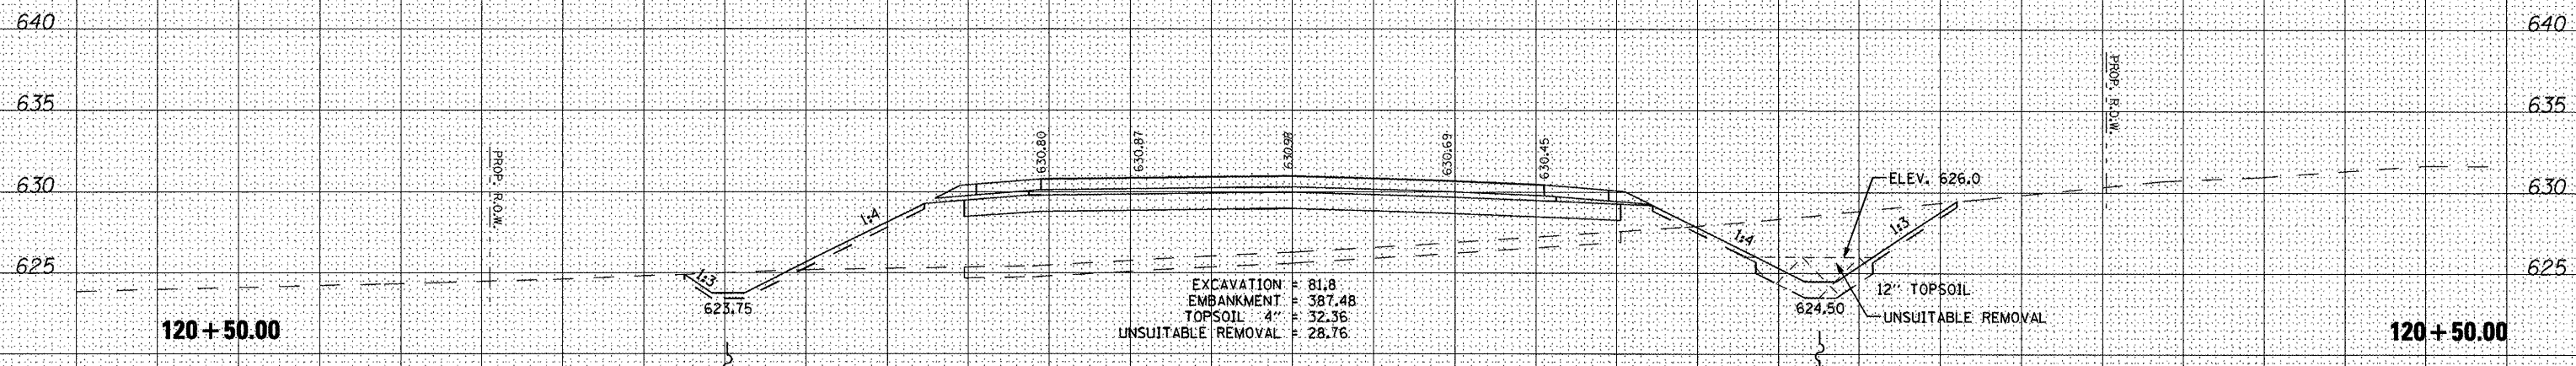 640
640
PROP. R.O.W.
635
635
630.80
630.87
630.98
630.69
630.45
PROP. R.O.W.
630
630
ELEV. 626.0
1:4
1:4
1:3
625
625
1:3
EXCAVATION = 81.8
EMBANKMENT = 387.48
TOPSOIL 4" = 32.36
UNSUITABLE REMOVAL = 28.76
623.75
12" TOPSOIL
624.50
UNSUITABLE REMOVAL
120+50.00
120+50.00